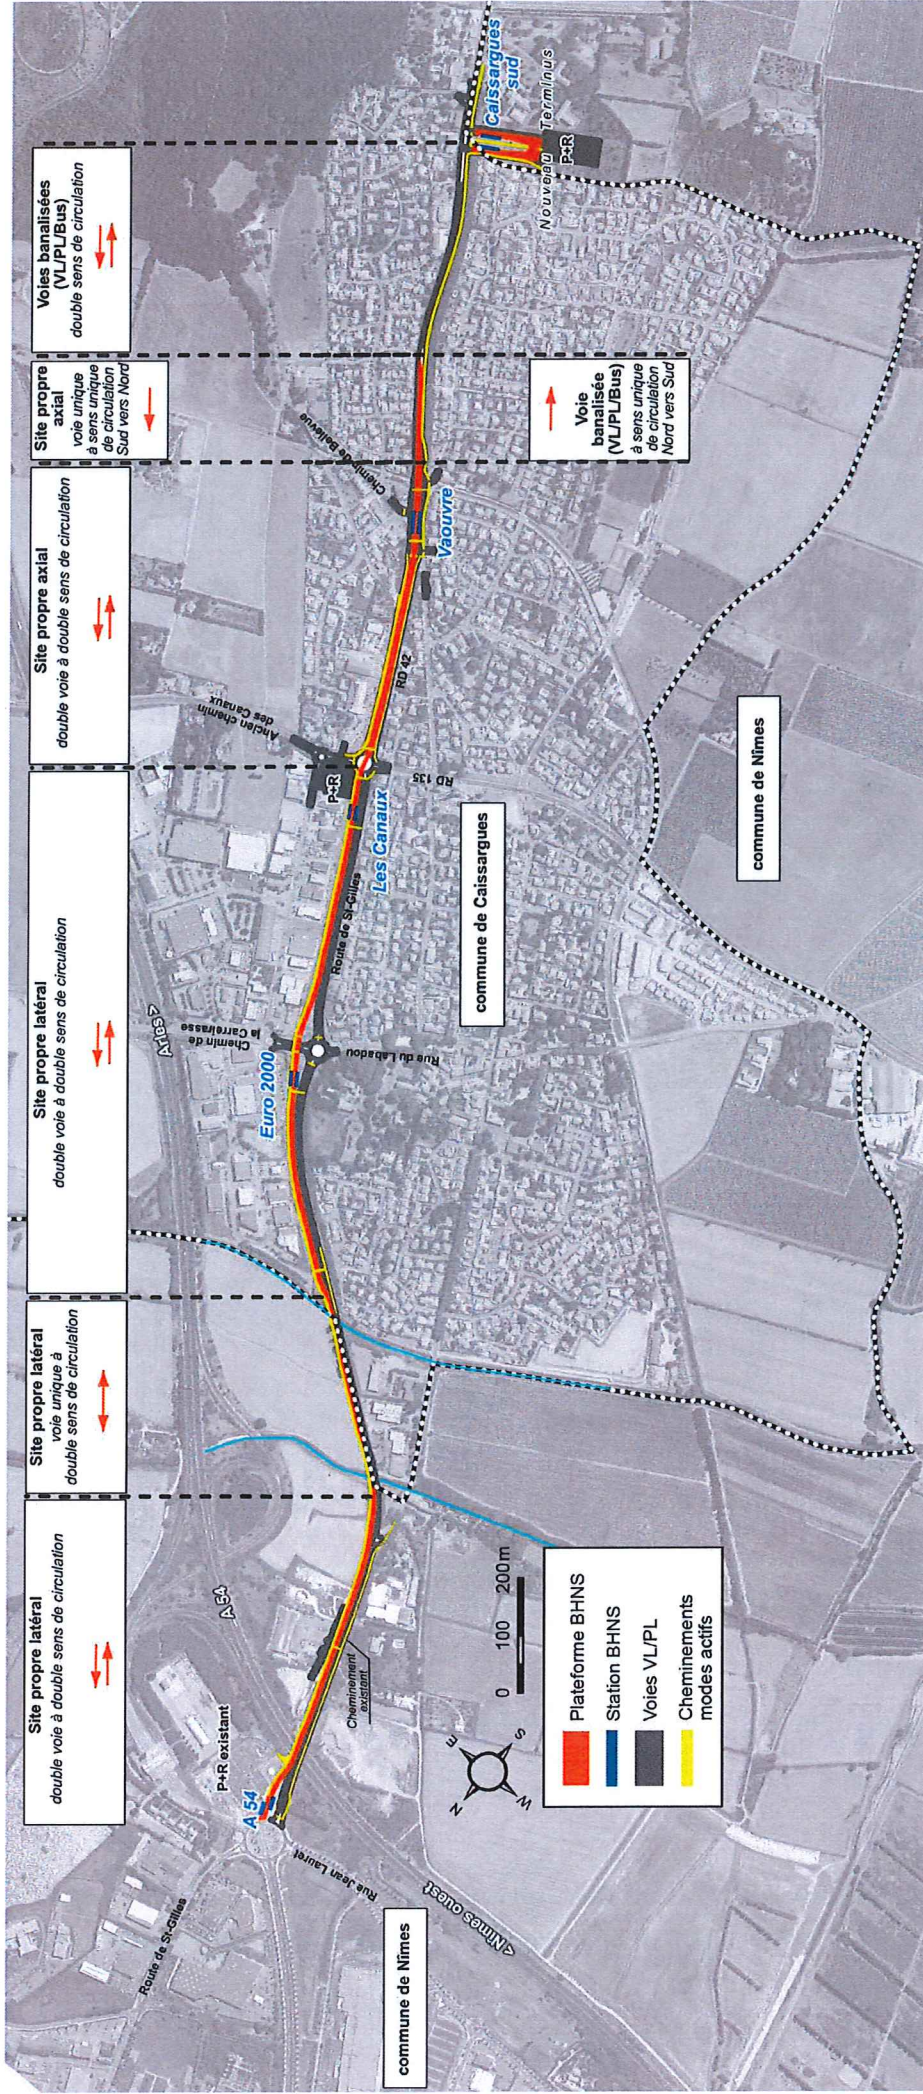 Site propre latéral
double voie à double sens de circulation
Site propre latéral
voie unique à
double sens de circulation
Site propre latéral
double voie à double sens de circulation
Site propre axial
double voie à double sens de circulation
Site propre
axial
voie unique
à sens unique
de circulation
Sud vers Nord
Voies banalisées
(VL/PL/Bus)
double sens de circulation
Voie
banalisée
(VL/PL/Bus)
à sens unique
de circulation
Nord vers Sud
Route de St-Gilles
P+R existant
A 54
A 54
Rue Jean Lauret
< Nîmes ouest
Cheminement
existant
Arles >
Euro 2000
Chemin de
la Carreirasse
Rue du Labadou
Route de St-Gilles
Les Canaux
P+R
Ancien chemin
des Canaux
RD 135
RD 42
Chemin de Bellevue
Vaouvre
Caissargues
sud
Nouveau Terminus
P+R
commune de Nîmes
commune de Caissargues
commune de Nîmes
N
E
S
W
0 100 200m
Plateforme BHNS
Station BHNS
Voies VL/PL
Cheminements
modes actifs